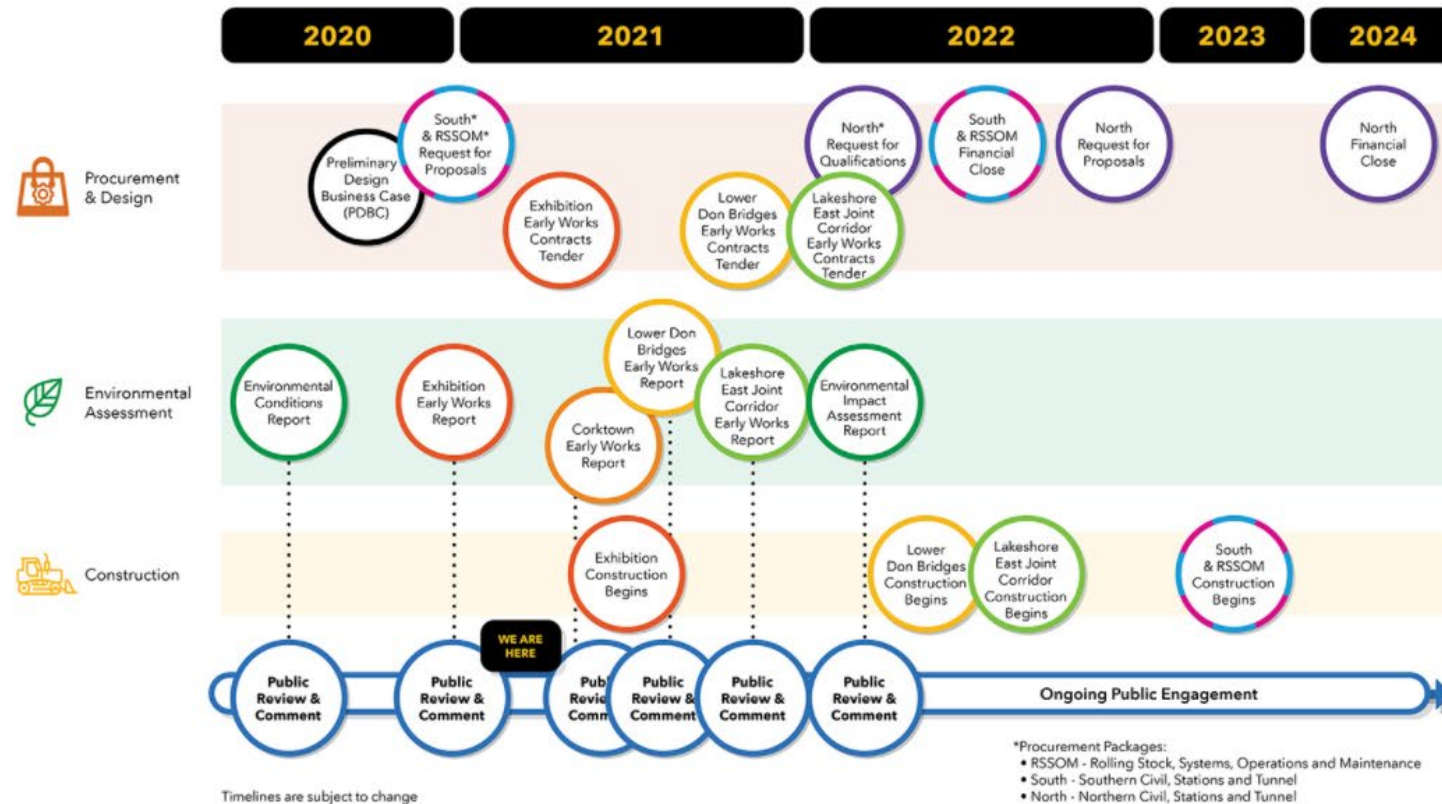 2020
2021
2022
2023
2024
Procurement
& Design
Preliminary
Design
Business Case
(PDBC)
South*
& RSSOM*
Request for
Proposals
Exhibition
Early Works
Contracts
Tender
Lower
Don Bridges
Early Works
Contracts
Tender
North*
Request for
Qualifications
Lakeshore
East Joint
Corridor
Early Works
Contracts
Tender
South
& RSSOM
Financial
Close
North
Request for
Proposals
North
Financial
Close
Environmental
Assessment
Environmental
Conditions
Report
Exhibition
Early Works
Report
Corktown
Early Works
Report
Lower Don
Bridges
Early Works
Report
Lakeshore
East Joint
Corridor
Early Works
Report
Environmental
Impact
Assessment
Report
Construction
Exhibition
Construction
Begins
Lower
Don Bridges
Construction
Begins
Lakeshore
East Joint
Corridor
Construction
Begins
South
& RSSOM
Construction
Begins
WE ARE
HERE
Public
Review &
Comment
Public
Review &
Comment
Public
Review &
Comment
Public
Review &
Comment
Public
Review &
Comment
Ongoing Public Engagement
*Procurement Packages:
• RSSOM - Rolling Stock, Systems, Operations and Maintenance
• South - Southern Civil, Stations and Tunnel
• North - Northern Civil, Stations and Tunnel
Timelines are subject to change